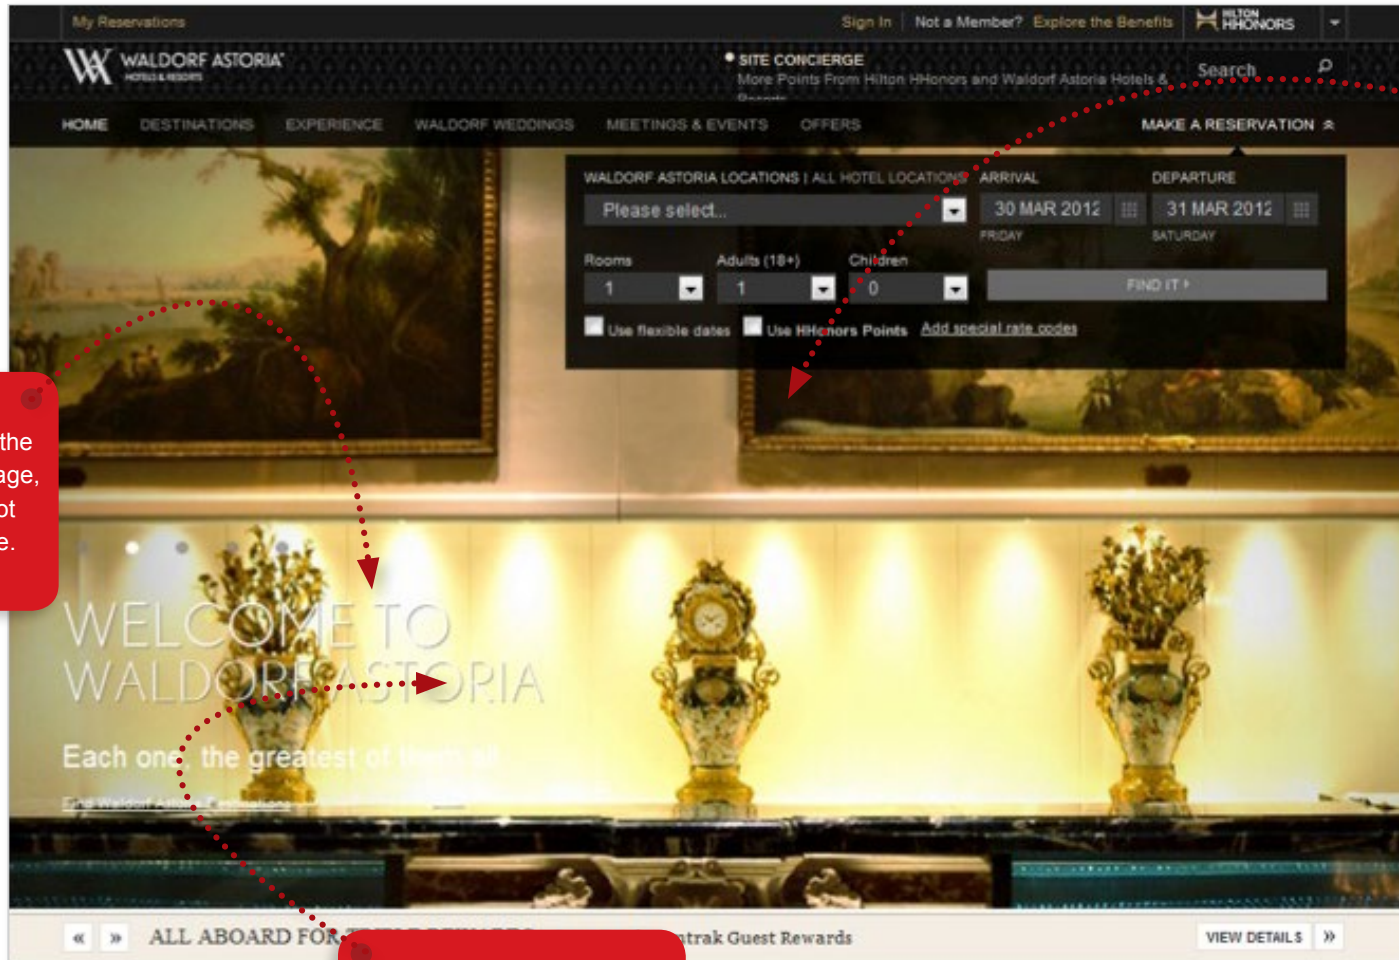 My Reservations
Sign In | Not a Member? Explore the Benefits
HILTON
HHONORS
WALDORF ASTORIA
HOTELS & RESORTS
SITE CONCIERGE
More Points From Hilton HHonors and Waldorf Astoria Hotels &
Search
HOME DESTINATIONS EXPERIENCE WALDORF WEDDINGS MEETINGS & EVENTS OFFERS
MAKE A RESERVATION
WALDORF ASTORIA LOCATIONS | ALL HOTEL LOCATIONS ARRIVAL DEPARTURE
Please select... 30 MAR 2012 31 MAR 2012
FRIDAY SATURDAY
Rooms Adults (18+) Children
1 1 0 FIND IT
Use flexible dates Use HHonors Points Add special rate codes
the
age,
ot
e.
WELCOME TO
WALDORF ASTORIA
Each one, the greatest of them all
Find Waldorf Astoria Destinations
« » ALL ABOARD FOR
ntrak Guest Rewards
VIEW DETAILS »